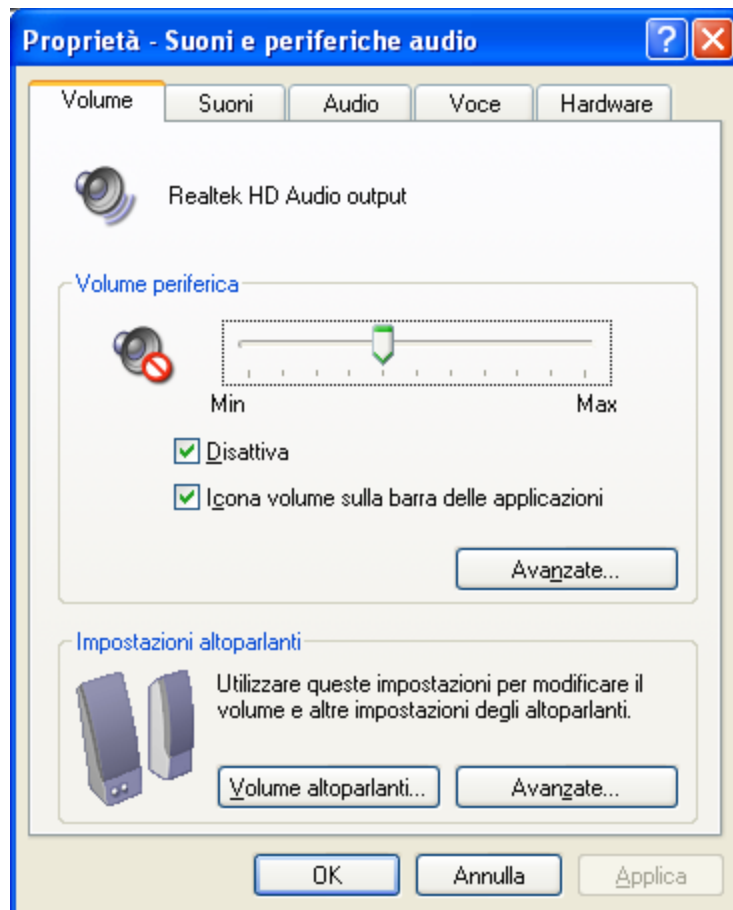 Proprietà - Suoni e periferiche audio
?
Volume
Suoni
Audio
Voce
Hardware
Realtek HD Audio output
Volume periferica
Min
Max
Disattiva
Icona volume sulla barra delle applicazioni
Avanzate...
Impostazioni altoparlanti
Utilizzare queste impostazioni per modificare il
volume e altre impostazioni degli altoparlanti.
Volume altoparlanti...
Avanzate...
OK
Annulla
Applica